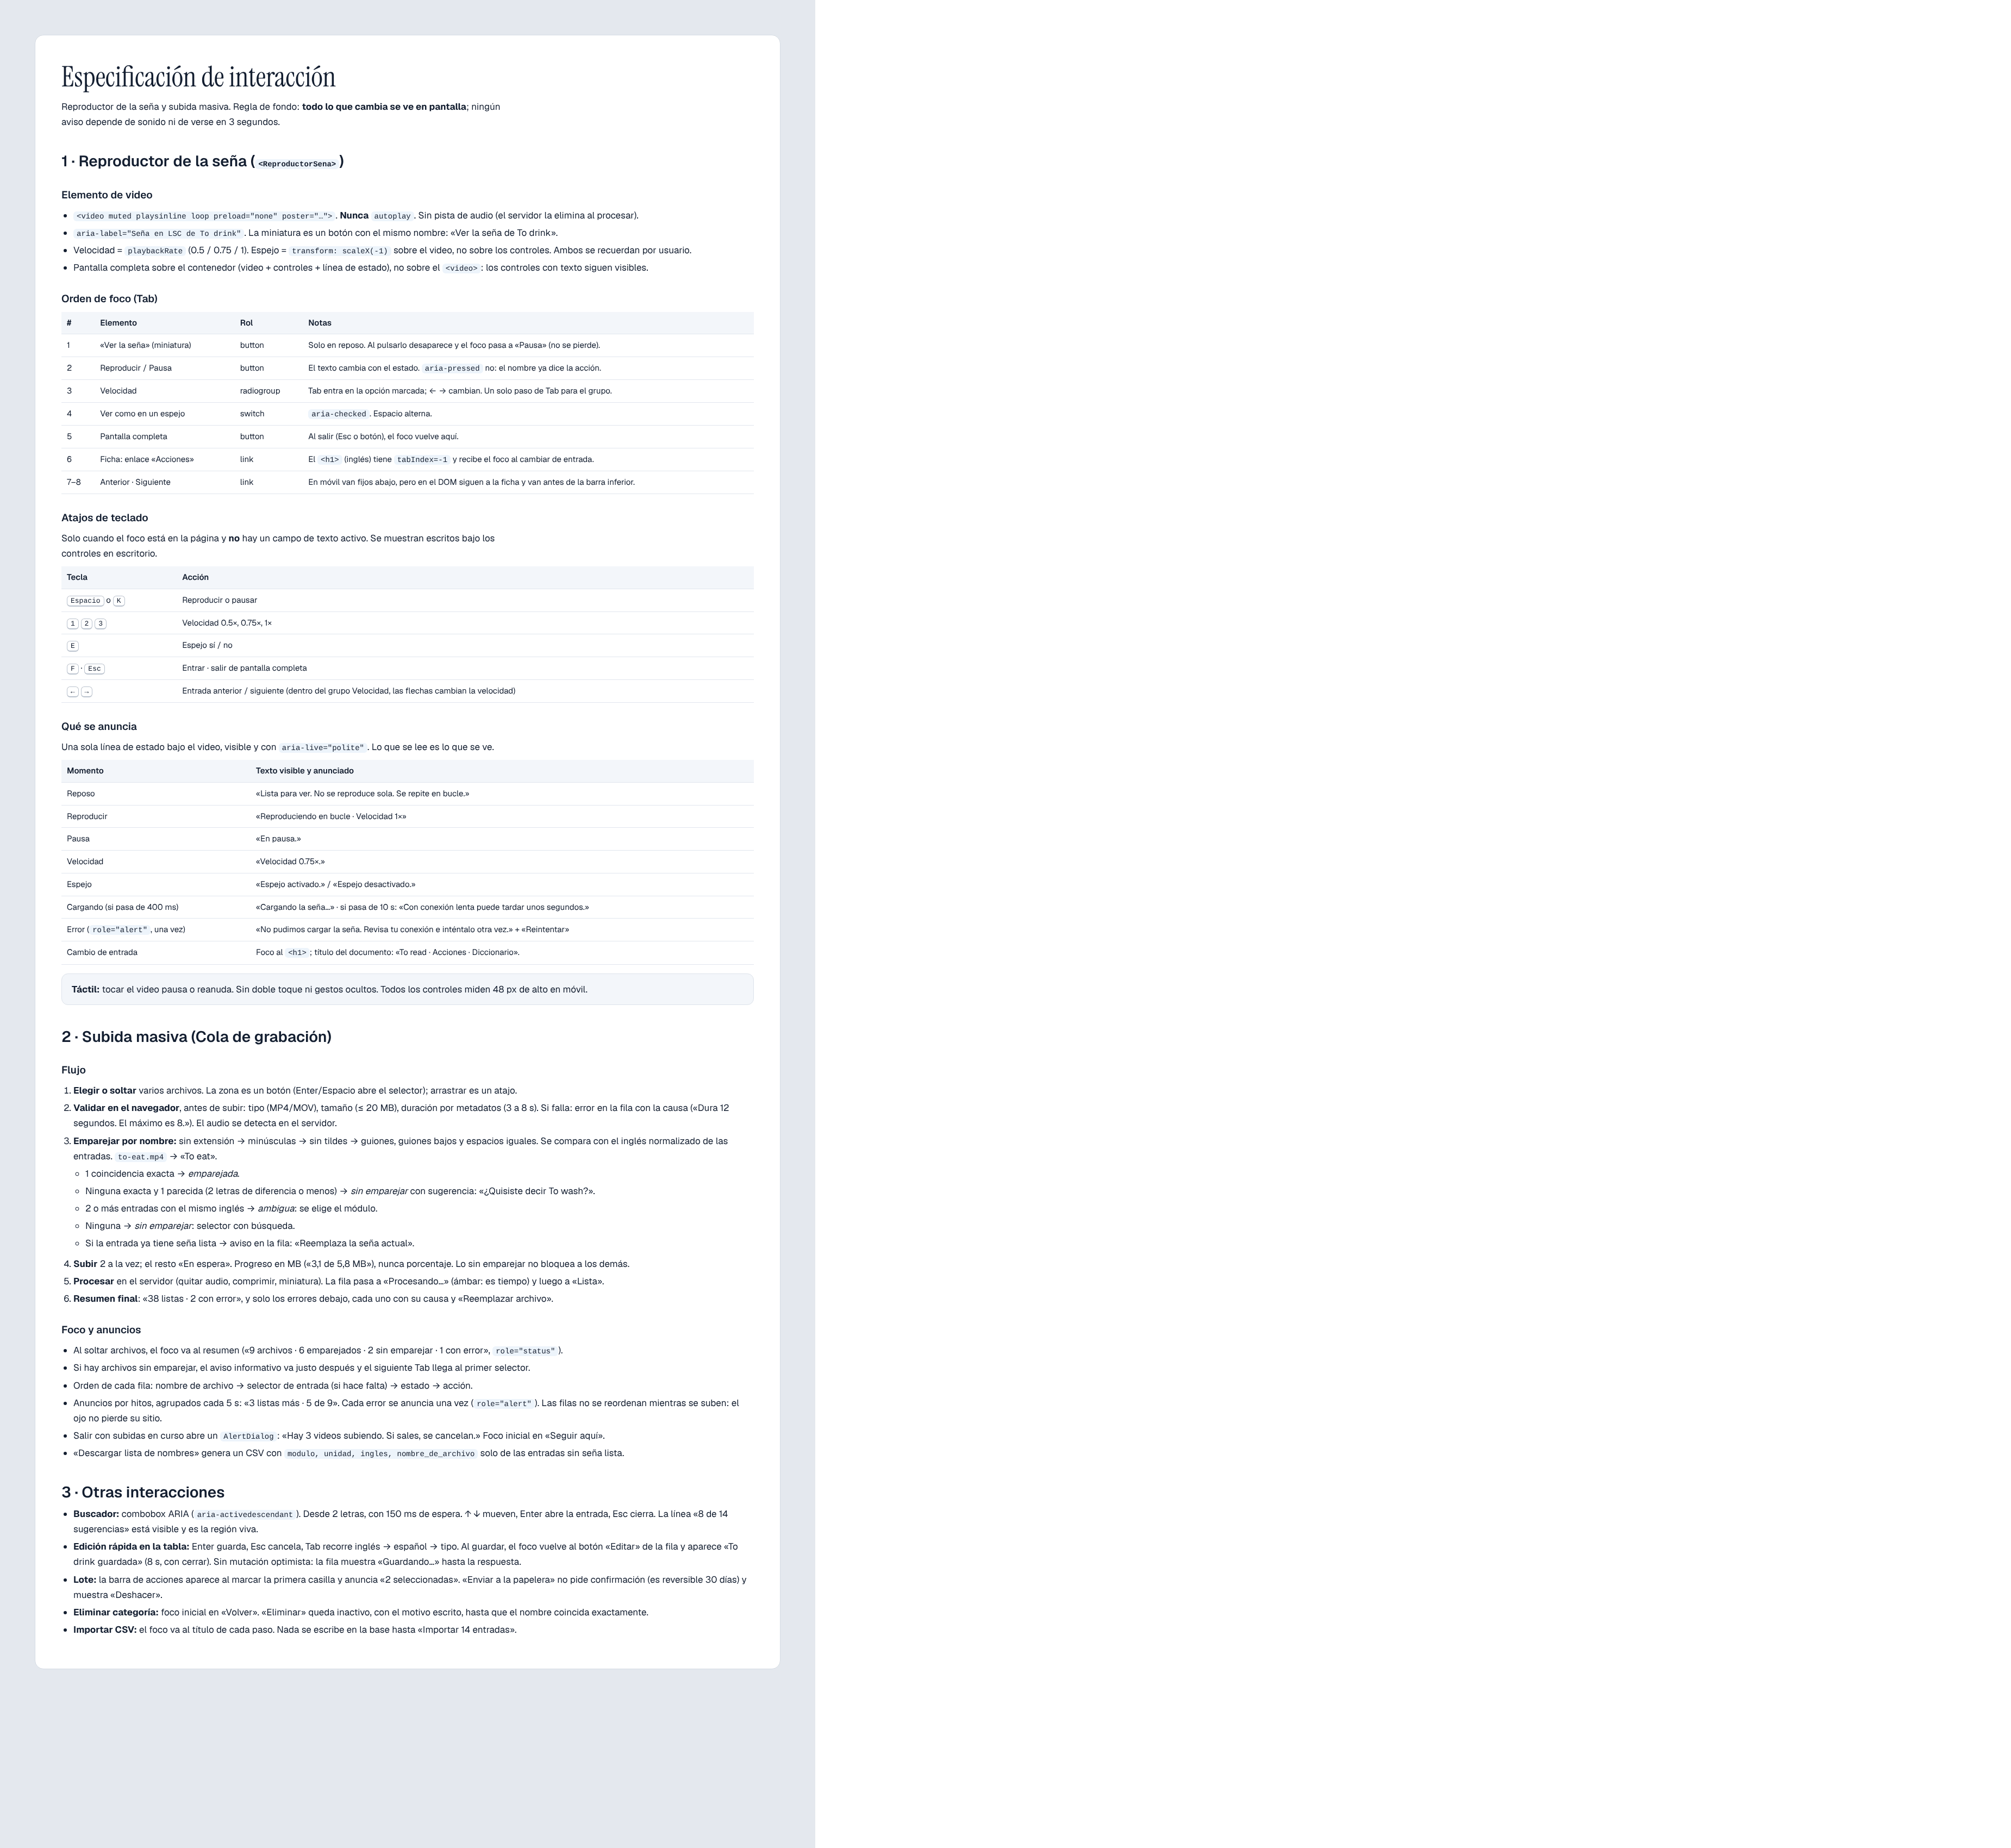 Especificación de interacción
Reproductor de la seña y subida masiva. Regla de fondo: todo lo que cambia se ve en pantalla; ningún
aviso depende de sonido ni de verse en 3 segundos.
1 · Reproductor de la seña (<ReproductorSena>)
Elemento de video
• <video muted playsinline loop preload="none" poster="…">. Nunca autoplay. Sin pista de audio (el servidor la elimina al procesar).
• aria-label="Seña en LSC de To drink". La miniatura es un botón con el mismo nombre: «Ver la seña de To drink».
• Velocidad = playbackRate (0.5 / 0.75 / 1). Espejo = transform: scaleX(-1) sobre el video, no sobre los controles. Ambos se recuerdan por usuario.
• Pantalla completa sobre el contenedor (video + controles + línea de estado), no sobre el <video>: los controles con texto siguen visibles.
Orden de foco (Tab)
# Elemento Rol Notas
1 «Ver la seña» (miniatura) button Solo en reposo. Al pulsarlo desaparece y el foco pasa a «Pausa» (no se pierde).
2 Reproducir / Pausa button El texto cambia con el estado. aria-pressed no: el nombre ya dice la acción.
3 Velocidad radiogroup Tab entra en la opción marcada; ← → cambian. Un solo paso de Tab para el grupo.
4 Ver como en un espejo switch aria-checked. Espacio alterna.
5 Pantalla completa button Al salir (Esc o botón), el foco vuelve aquí.
6 Ficha: enlace «Acciones» link El <h1> (inglés) tiene tabIndex=-1 y recibe el foco al cambiar de entrada.
7–8 Anterior · Siguiente link En móvil van fijos abajo, pero en el DOM siguen a la ficha y van antes de la barra inferior.
Atajos de teclado
Solo cuando el foco está en la página y no hay un campo de texto activo. Se muestran escritos bajo los
controles en escritorio.
Tecla Acción
Espacio o K Reproducir o pausar
1 2 3 Velocidad 0.5×, 0.75×, 1×
E Espejo sí / no
F · Esc Entrar · salir de pantalla completa
← → Entrada anterior / siguiente (dentro del grupo Velocidad, las flechas cambian la velocidad)
Qué se anuncia
Una sola línea de estado bajo el video, visible y con aria-live="polite". Lo que se lee es lo que se ve.
Momento Texto visible y anunciado
Reposo «Lista para ver. No se reproduce sola. Se repite en bucle.»
Reproducir «Reproduciendo en bucle · Velocidad 1×»
Pausa «En pausa.»
Velocidad «Velocidad 0.75×.»
Espejo «Espejo activado.» / «Espejo desactivado.»
Cargando (si pasa de 400 ms) «Cargando la seña…» · si pasa de 10 s: «Con conexión lenta puede tardar unos segundos.»
Error (role="alert", una vez) «No pudimos cargar la seña. Revisa tu conexión e inténtalo otra vez.» + «Reintentar»
Cambio de entrada Foco al <h1>; título del documento: «To read · Acciones · Diccionario».
Táctil: tocar el video pausa o reanuda. Sin doble toque ni gestos ocultos. Todos los controles miden 48 px de alto en móvil.
2 · Subida masiva (Cola de grabación)
Flujo
1. Elegir o soltar varios archivos. La zona es un botón (Enter/Espacio abre el selector); arrastrar es un atajo.
2. Validar en el navegador, antes de subir: tipo (MP4/MOV), tamaño (≤ 20 MB), duración por metadatos (3 a 8 s). Si falla: error en la fila con la causa («Dura 12
segundos. El máximo es 8.»). El audio se detecta en el servidor.
3. Emparejar por nombre: sin extensión → minúsculas → sin tildes → guiones, guiones bajos y espacios iguales. Se compara con el inglés normalizado de las
entradas. to-eat.mp4 → «To eat».
◦ 1 coincidencia exacta → emparejada.
◦ Ninguna exacta y 1 parecida (2 letras de diferencia o menos) → sin emparejar con sugerencia: «¿Quisiste decir To wash?».
◦ 2 o más entradas con el mismo inglés → ambigua: se elige el módulo.
◦ Ninguna → sin emparejar: selector con búsqueda.
◦ Si la entrada ya tiene seña lista → aviso en la fila: «Reemplaza la seña actual».
4. Subir 2 a la vez; el resto «En espera». Progreso en MB («3,1 de 5,8 MB»), nunca porcentaje. Lo sin emparejar no bloquea a los demás.
5. Procesar en el servidor (quitar audio, comprimir, miniatura). La fila pasa a «Procesando…» (ámbar: es tiempo) y luego a «Lista».
6. Resumen final: «38 listas · 2 con error», y solo los errores debajo, cada uno con su causa y «Reemplazar archivo».
Foco y anuncios
• Al soltar archivos, el foco va al resumen («9 archivos · 6 emparejados · 2 sin emparejar · 1 con error», role="status").
• Si hay archivos sin emparejar, el aviso informativo va justo después y el siguiente Tab llega al primer selector.
• Orden de cada fila: nombre de archivo → selector de entrada (si hace falta) → estado → acción.
• Anuncios por hitos, agrupados cada 5 s: «3 listas más · 5 de 9». Cada error se anuncia una vez (role="alert"). Las filas no se reordenan mientras se suben: el
ojo no pierde su sitio.
• Salir con subidas en curso abre un AlertDialog: «Hay 3 videos subiendo. Si sales, se cancelan.» Foco inicial en «Seguir aquí».
• «Descargar lista de nombres» genera un CSV con modulo, unidad, ingles, nombre_de_archivo solo de las entradas sin seña lista.
3 · Otras interacciones
• Buscador: combobox ARIA (aria-activedescendant). Desde 2 letras, con 150 ms de espera. ↑ ↓ mueven, Enter abre la entrada, Esc cierra. La línea «8 de 14
sugerencias» está visible y es la región viva.
• Edición rápida en la tabla: Enter guarda, Esc cancela, Tab recorre inglés → español → tipo. Al guardar, el foco vuelve al botón «Editar» de la fila y aparece «To
drink guardada» (8 s, con cerrar). Sin mutación optimista: la fila muestra «Guardando…» hasta la respuesta.
• Lote: la barra de acciones aparece al marcar la primera casilla y anuncia «2 seleccionadas». «Enviar a la papelera» no pide confirmación (es reversible 30 días) y
muestra «Deshacer».
• Eliminar categoría: foco inicial en «Volver». «Eliminar» queda inactivo, con el motivo escrito, hasta que el nombre coincida exactamente.
• Importar CSV: el foco va al título de cada paso. Nada se escribe en la base hasta «Importar 14 entradas».